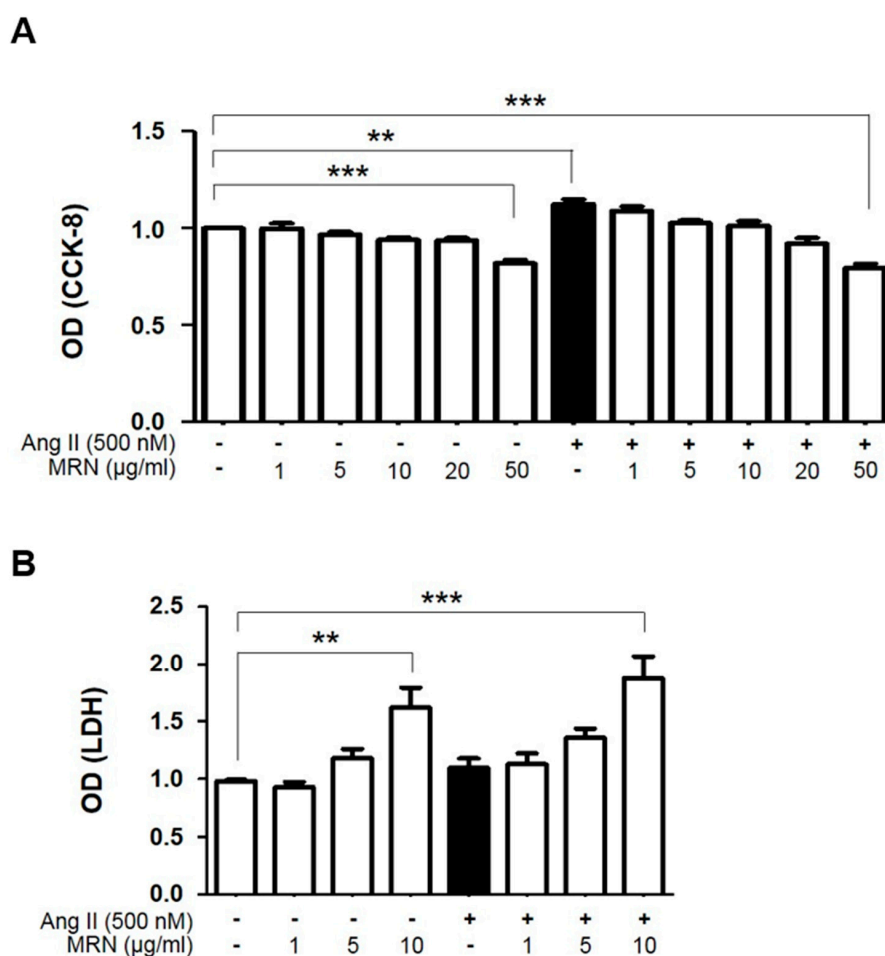 A
***
**
***
1.5
1.0
0.5
0.0
OD (CCK-8)
Ang II (500 nM) - - - - - - + + + + + +
MRN (µg/ml) - 1 5 10 20 50 - 1 5 10 20 50
B
***
**
2.5
2.0
1.5
1.0
0.5
0.0
OD (LDH)
Ang II (500 nM) - - - - + + + +
MRN (µg/ml) - 1 5 10 - 1 5 10